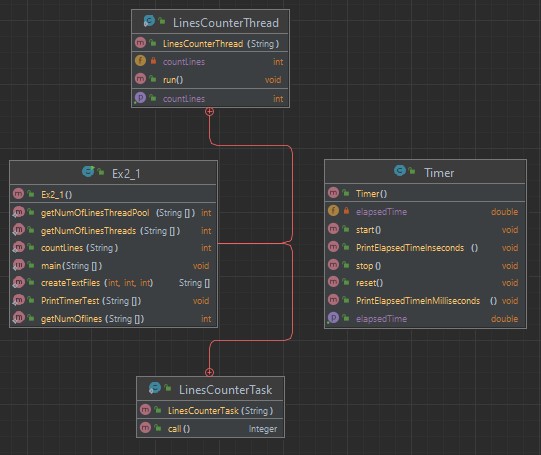 LinesCounterThread
LinesCounterThread (String)
countLines int
run() void
countLines int
Ex2_1
Ex2_1()
getNumOfLinesThreadPool (String []) int
getNumOfLinesThreads (String []) int
countLines (String) int
main(String []) void
createTextFiles (int, int, int) String []
PrintTimerTest (String []) void
getNumOflines (String []) int
Timer
Timer()
elapsedTime double
start() void
PrintElapsedTimeInseconds () void
stop() void
reset() void
PrintElapsedTimeInMilliseconds () void
elapsedTime double
LinesCounterTask
LinesCounterTask (String)
call () Integer